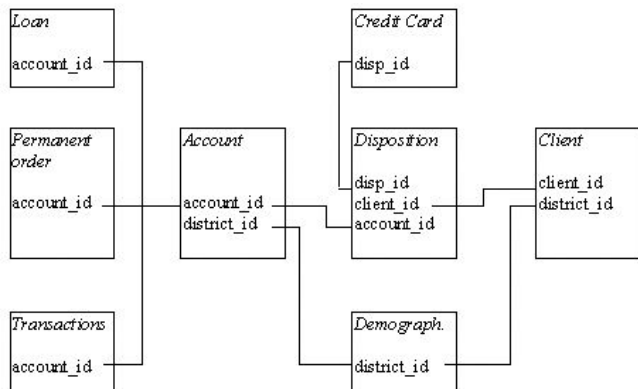 Loan
account_id
Credit Card
disp_id
Permanent
order
account_id
Account
account_id
district_id
Disposition
disp_id
client_id
account_id
Client
client_id
district_id
Transactions
account_id
Demograph.
district_id